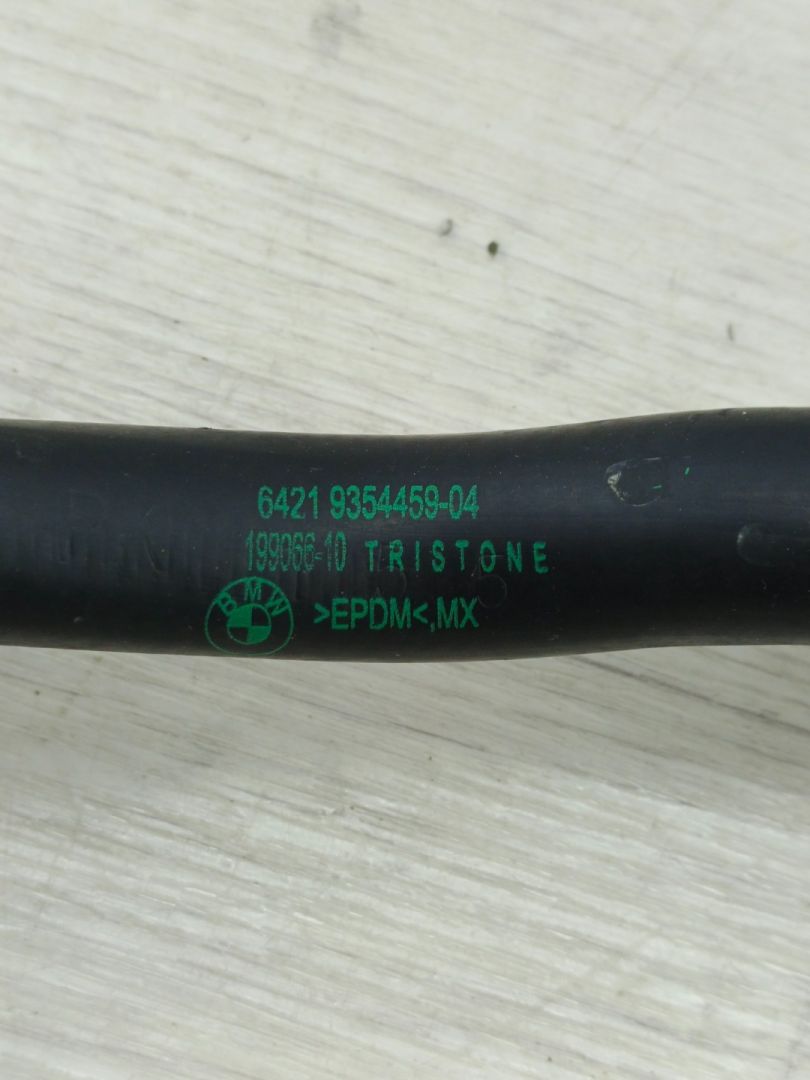 6421 9354459-04
199066-10 TRISTONE
BMW >EPDM<,MX